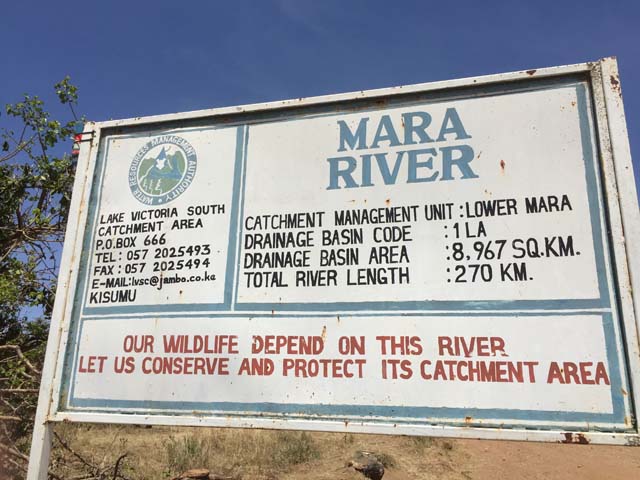 WATER RESOURCES MANAGEMENT AUTHORITY
LAKE VICTORIA SOUTH
CATCHMENT AREA
P.O.BOX 666
TEL: 057 2025493
FAX: 057 2025494
E-MAIL:lvsc@jambo.co.ke
KISUMU
MARA
RIVER
CATCHMENT MANAGEMENT UNIT :LOWER MARA
DRAINAGE BASIN CODE :1LA
DRAINAGE BASIN AREA :8,967 SQ.KM.
TOTAL RIVER LENGTH :270 KM.
OUR WILDLIFE DEPEND ON THIS RIVER
LET US CONSERVE AND PROTECT ITS CATCHMENT AREA